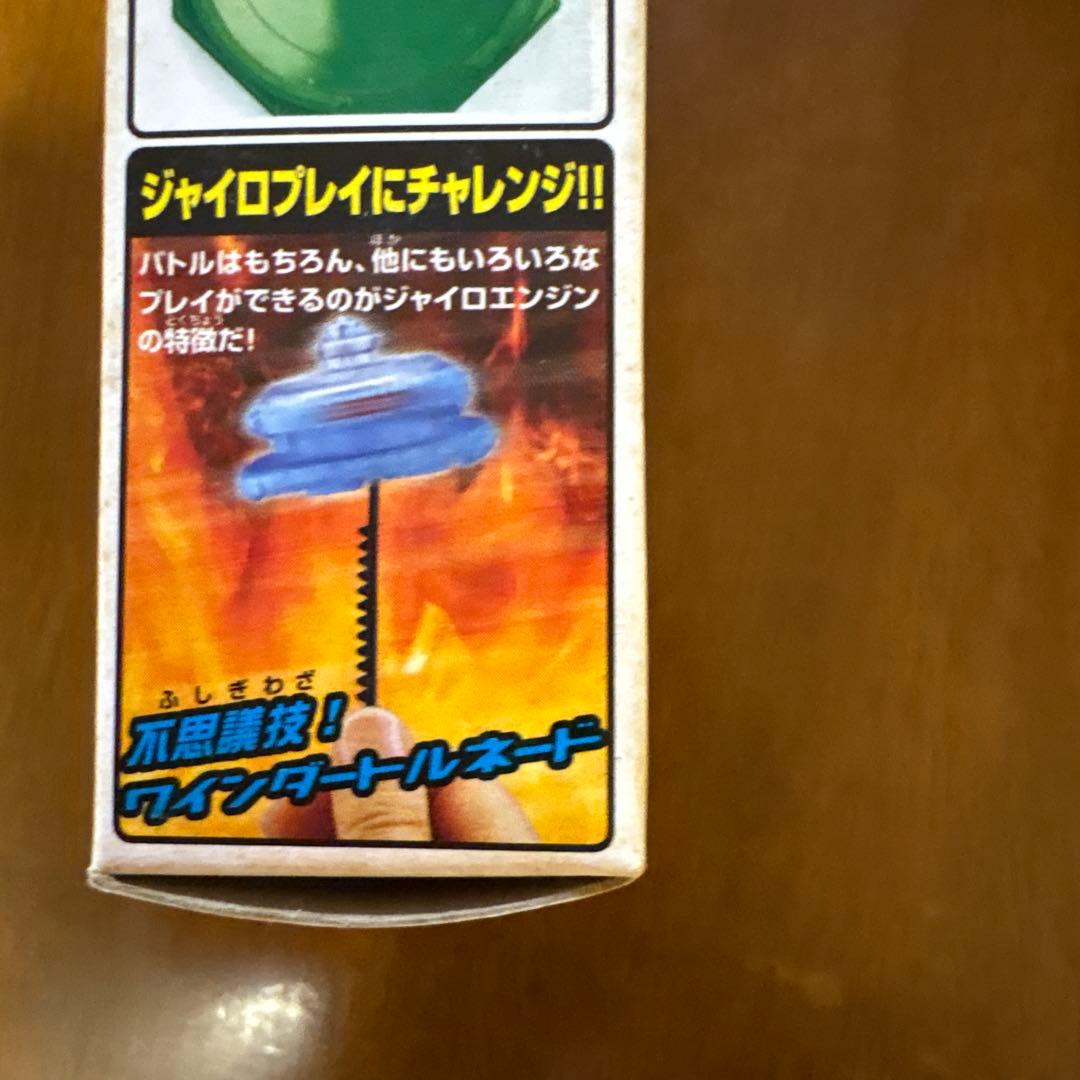 ジャイロプレイにチャレンジ!!
バトルはもちろん、他にもいろいろな
プレイができるのがジャイロエンジン
の特徴だ!
ふしぎわざ
不思議技!
ワインダートルネード